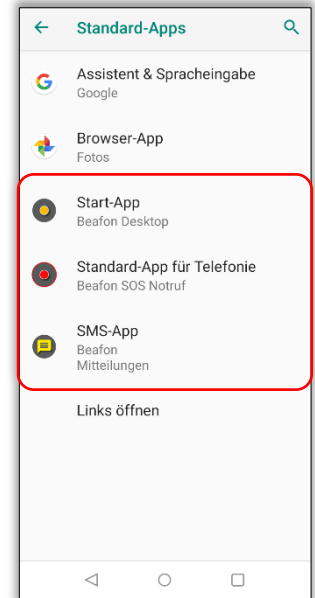 Standard-Apps
Assistent & Spracheingabe
Google
Browser-App
Fotos
Start-App
Beafon Desktop
Standard-App für Telefonie
Beafon SOS Notruf
SMS-App
Beafon
Mitteilungen
Links öffnen